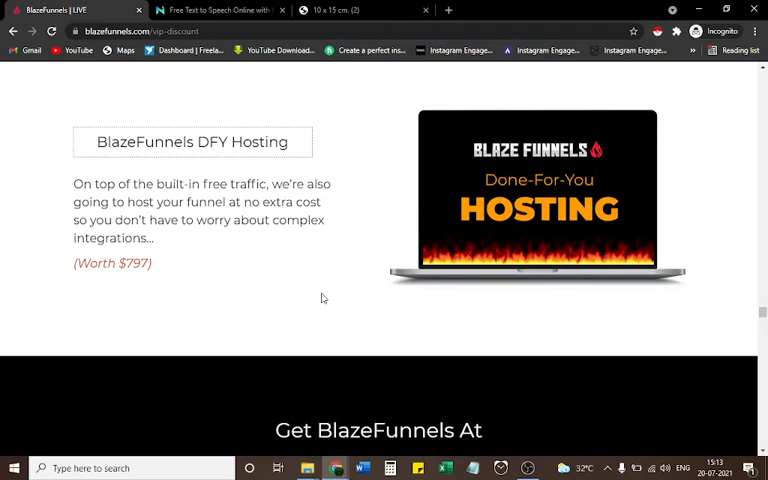 BlazeFunnels | LIVE
Free Text to Speech Online with
10 x 15 cm. (2)
blazefunnels.com/vip-discount
Incognito
Gmail
YouTube
Maps
Dashboard | Freela...
YouTube Download...
Create a perfect ins...
Instagram Engage...
Instagram Engage...
Instagram Engage...
Reading list
BlazeFunnels DFY Hosting
On top of the built-in free traffic, we're also
going to host your funnel at no extra cost
so you don't have to worry about complex
integrations...
(Worth $797)
BLAZE FUNNELS
Done-For-You
HOSTING
Get BlazeFunnels At
Type here to search
32°C
ENG
15:13
20-07-2021